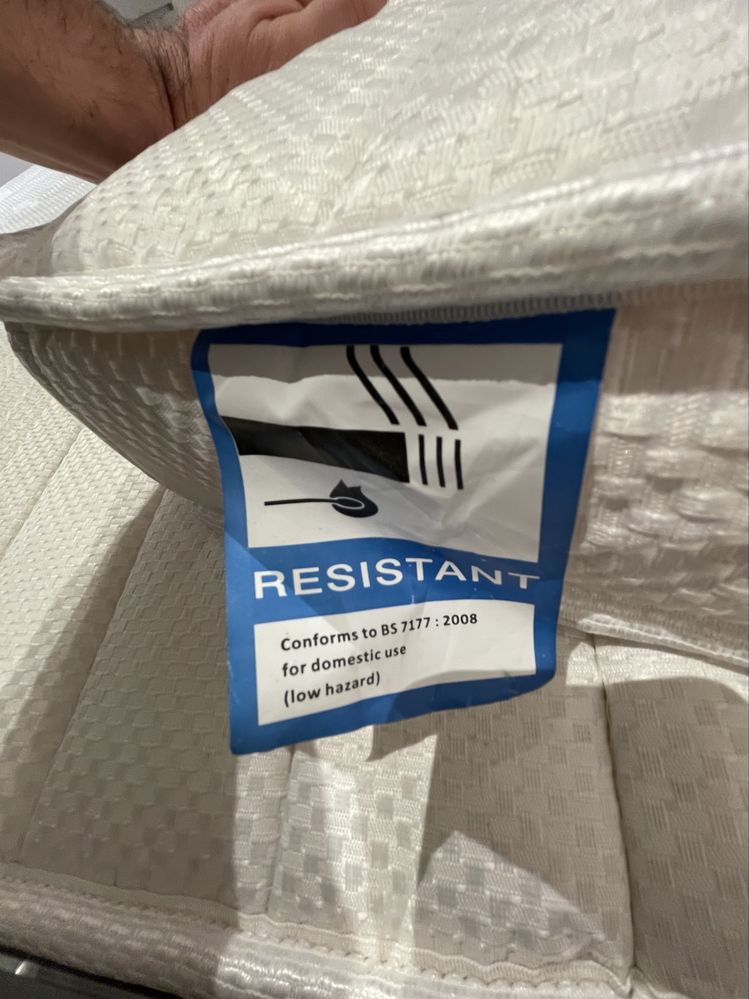 RESISTANT
Conforms to BS 7177 : 2008
for domestic use
(low hazard)